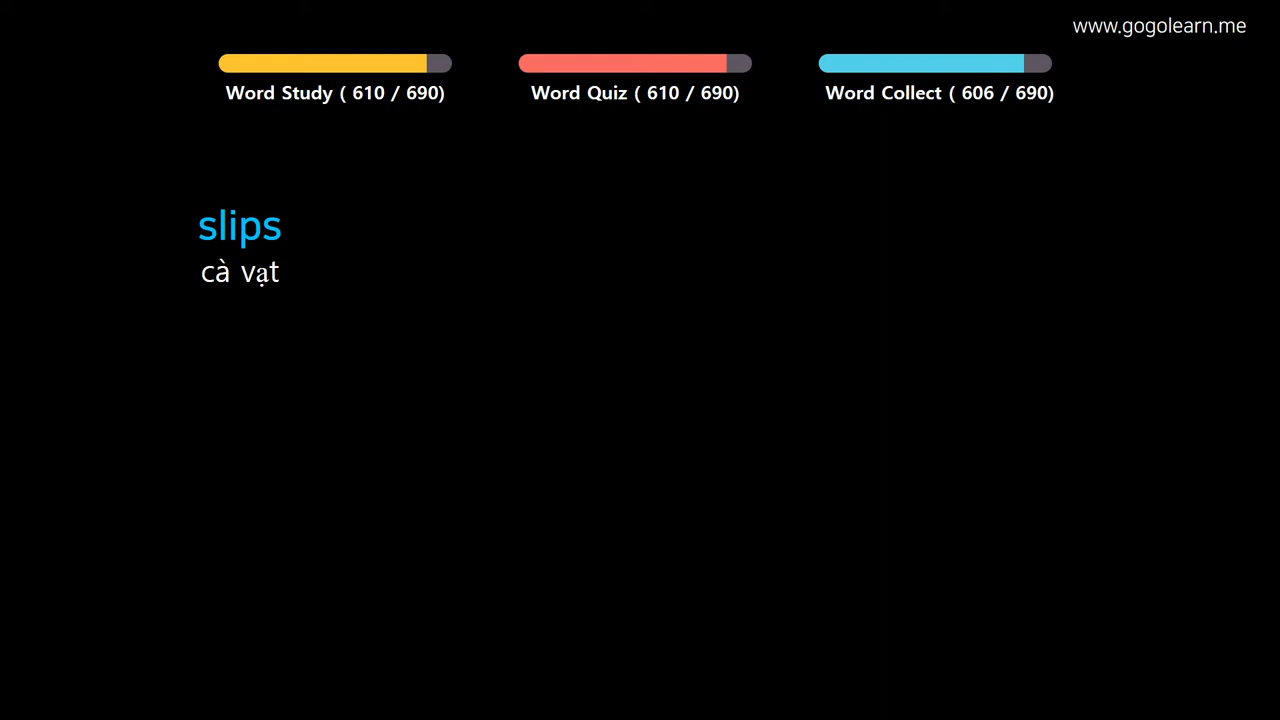 www.gogolearn.me
Word Study ( 610 / 690)
Word Quiz ( 610 / 690)
Word Collect ( 606 / 690)
slips
cà vạt